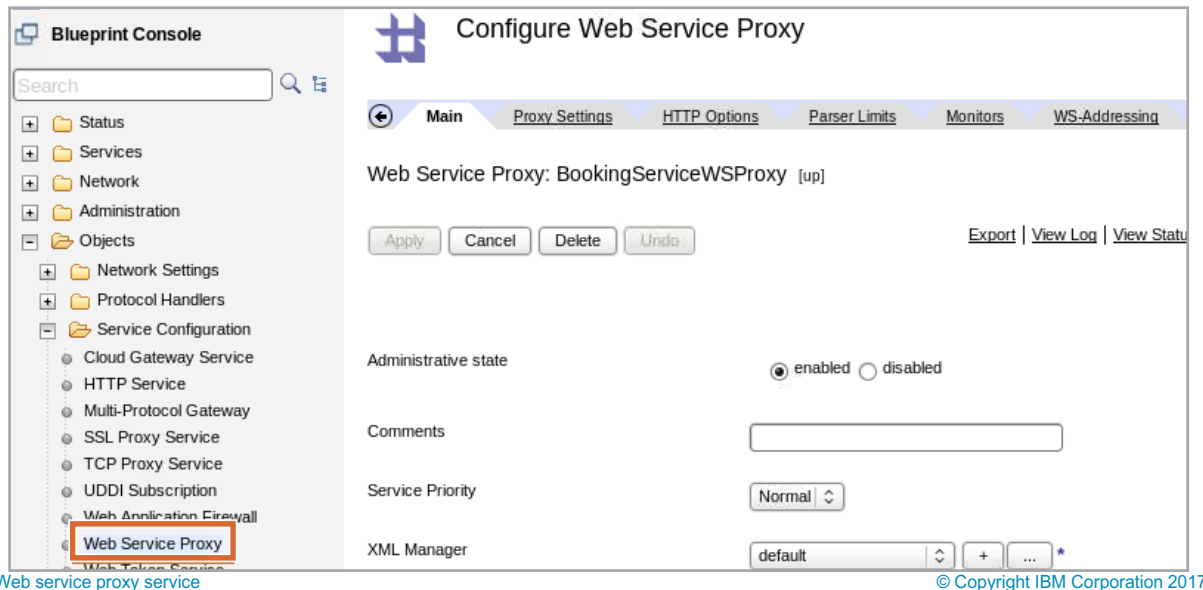 Blueprint Console
Search
Status
Services
Network
Administration
Objects
Network Settings
Protocol Handlers
Service Configuration
Cloud Gateway Service
HTTP Service
Multi-Protocol Gateway
SSL Proxy Service
TCP Proxy Service
UDDI Subscription
Web Application Firewall
Web Service Proxy
Web Token Service
Configure Web Service Proxy
Main Proxy Settings HTTP Options Parser Limits Monitors WS-Addressing
Web Service Proxy: BookingServiceWSProxy [up]
Apply Cancel Delete Undo Export | View Log | View Statu
Administrative state enabled disabled
Comments
Service Priority Normal
XML Manager default + ... *
Web service proxy service © Copyright IBM Corporation 2017